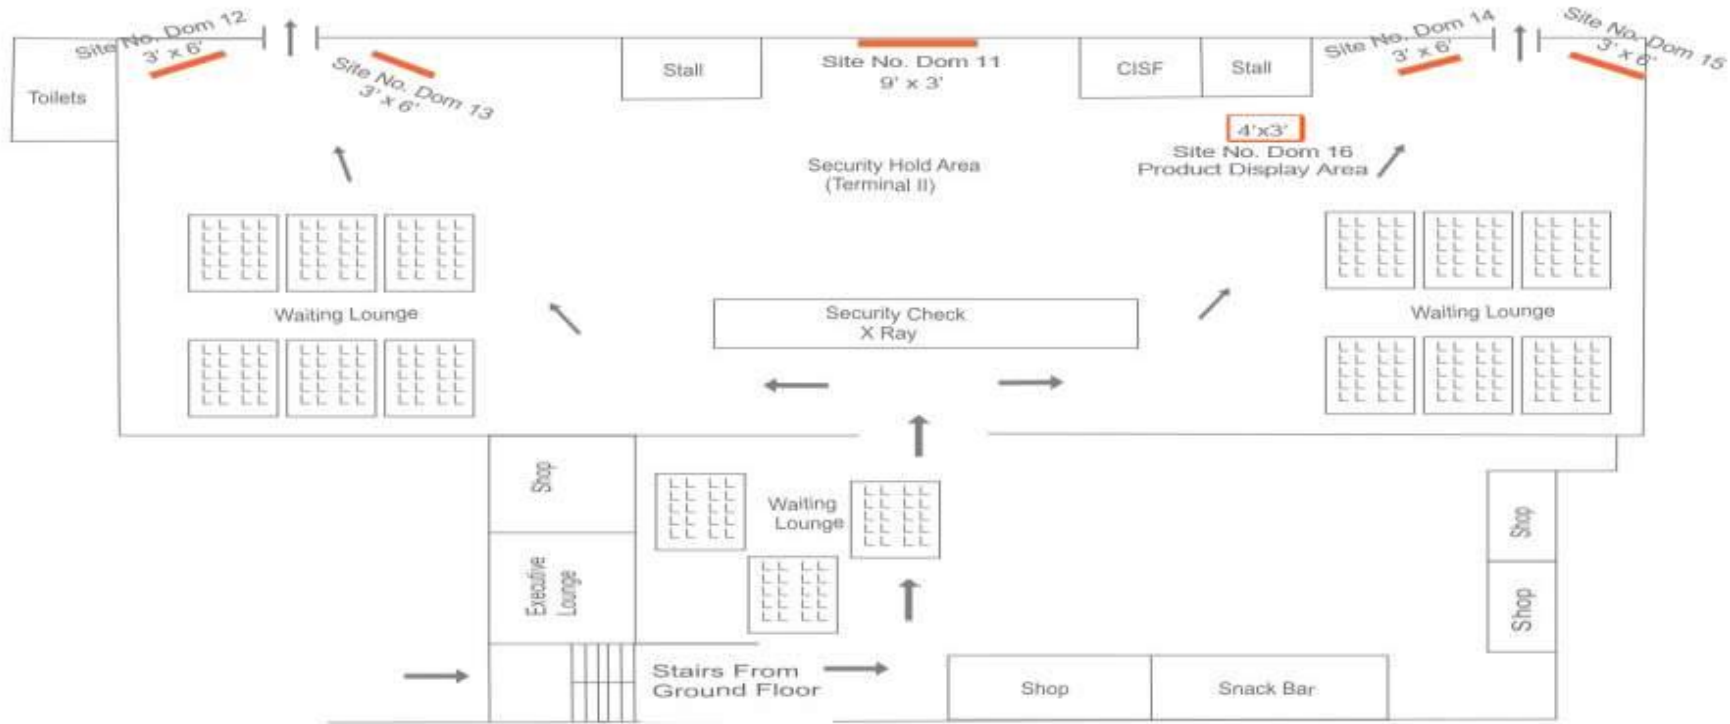 Site No. Dom 12
3' x 6'
Site No. Dom 13
3' x 6'
Toilets
Stall
Site No. Dom 11
9' x 3'
CISF
Stall
Site No. Dom 14
3' x 6'
Site No. Dom 15
3' x 6'
4'x3'
Site No. Dom 16
Product Display Area
Security Hold Area
(Terminal II)
Waiting Lounge
Security Check
X Ray
Waiting Lounge
Shop
Executive
Lounge
Waiting
Lounge
Shop
Shop
Stairs From
Ground Floor
Shop
Snack Bar